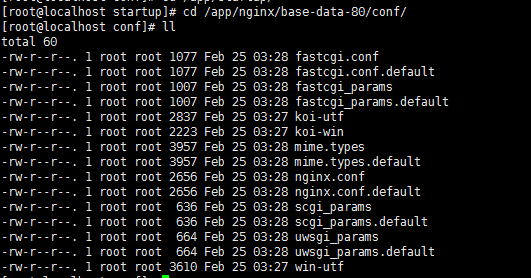 [root@localhost startup]# cd /app/nginx/base-data-80/conf/
[root@localhost conf]# ll
total 60
-rw-r--r--. 1 root root 1077 Feb 25 03:28 fastcgi.conf
-rw-r--r--. 1 root root 1077 Feb 25 03:28 fastcgi.conf.default
-rw-r--r--. 1 root root 1007 Feb 25 03:28 fastcgi_params
-rw-r--r--. 1 root root 1007 Feb 25 03:28 fastcgi_params.default
-rw-r--r--. 1 root root 2837 Feb 25 03:27 koi-utf
-rw-r--r--. 1 root root 2223 Feb 25 03:27 koi-win
-rw-r--r--. 1 root root 3957 Feb 25 03:28 mime.types
-rw-r--r--. 1 root root 3957 Feb 25 03:28 mime.types.default
-rw-r--r--. 1 root root 2656 Feb 25 03:28 nginx.conf
-rw-r--r--. 1 root root 2656 Feb 25 03:28 nginx.conf.default
-rw-r--r--. 1 root root  636 Feb 25 03:28 scgi_params
-rw-r--r--. 1 root root  636 Feb 25 03:28 scgi_params.default
-rw-r--r--. 1 root root  664 Feb 25 03:28 uwsgi_params
-rw-r--r--. 1 root root  664 Feb 25 03:28 uwsgi_params.default
-rw-r--r--. 1 root root 3610 Feb 25 03:27 win-utf